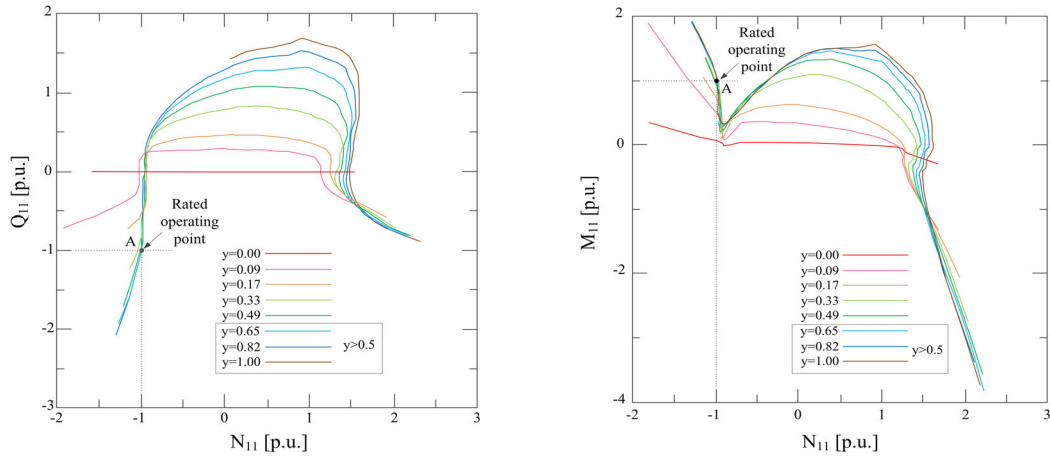 2
1
0
-1
-2
-3
Q11 [p.u.]
Rated
operating
point
A
y=0.00
y=0.09
y=0.17
y=0.33
y=0.49
y=0.65
y=0.82
y=1.00
y>0.5
-2
-1
0
1
2
3
N11 [p.u.]
2
0
-2
-4
M11 [p.u.]
Rated
operating
point
A
y=0.00
y=0.09
y=0.17
y=0.33
y=0.49
y=0.65
y=0.82
y=1.00
y>0.5
-2
-1
0
1
2
3
N11 [p.u.]